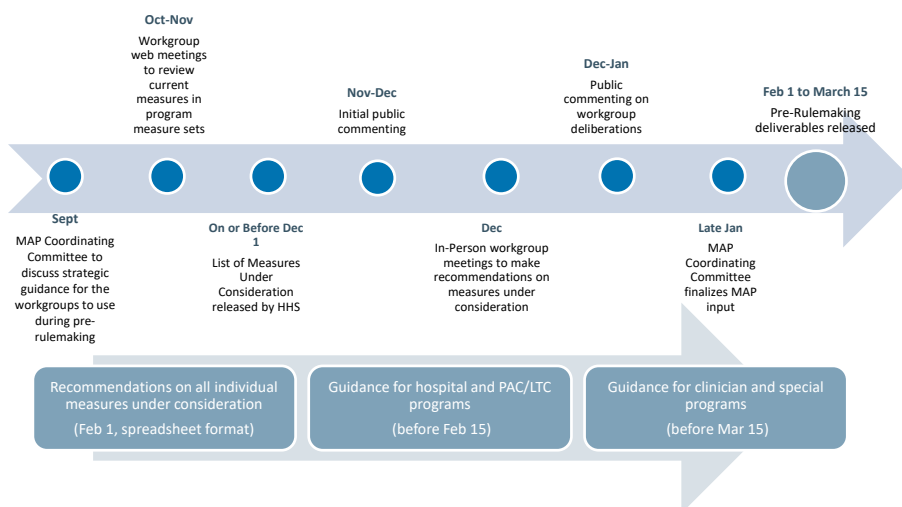 Oct-Nov
Workgroup
web meetings
to review
current
measures in
program
measure sets
Nov-Dec
Initial public
commenting
Dec-Jan
Public
commenting on
workgroup
deliberations
Feb 1 to March 15
Pre-Rulemaking
deliverables released
Sept
MAP Coordinating
Committee to
discuss strategic
guidance for the
workgroups to use
during pre-
rulemaking
On or Before Dec
1
List of Measures
Under
Consideration
released by HHS
Dec
In-Person workgroup
meetings to make
recommendations on
measures under
consideration
Late Jan
MAP
Coordinating
Committee
finalizes MAP
input
Recommendations on all individual
measures under consideration
(Feb 1, spreadsheet format)
Guidance for hospital and PAC/LTC
programs
(before Feb 15)
Guidance for clinician and special
programs
(before Mar 15)